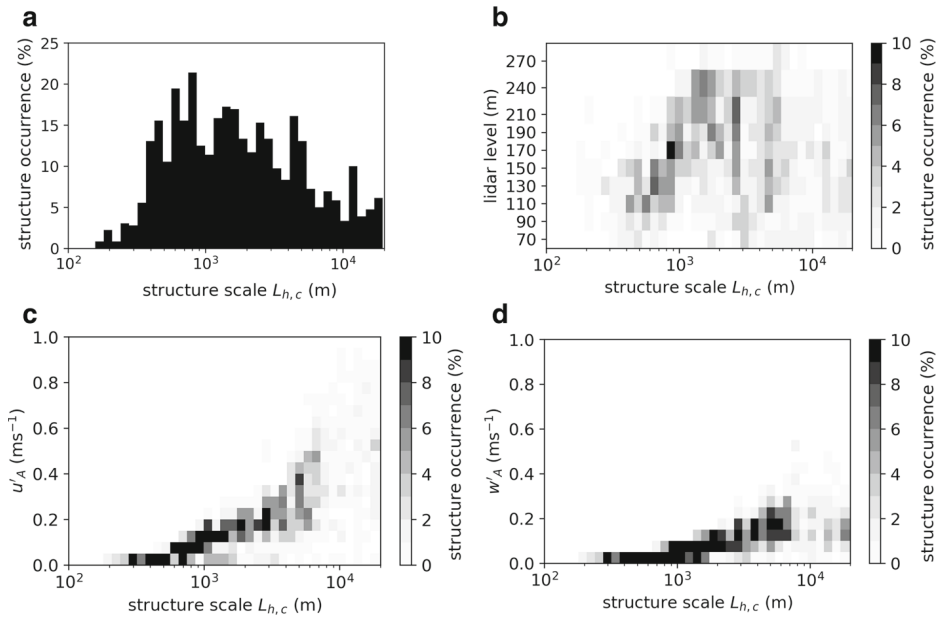 a
25
20
15
10
5
0
structure occurrence (%)
10² 10³ 10⁴
structure scale L_{h,c} (m)
b
270
240
210
190
170
150
130
110
90
70
lidar level (m)
10² 10³ 10⁴
structure scale L_{h,c} (m)
10
8
6
4
2
0
structure occurrence (%)
c
1.0
0.8
0.6
0.4
0.2
0.0
u'_A (ms⁻¹)
10² 10³ 10⁴
structure scale L_{h,c} (m)
10
8
6
4
2
0
structure occurrence (%)
d
1.0
0.8
0.6
0.4
0.2
0.0
w'_A (ms⁻¹)
10² 10³ 10⁴
structure scale L_{h,c} (m)
10
8
6
4
2
0
structure occurrence (%)